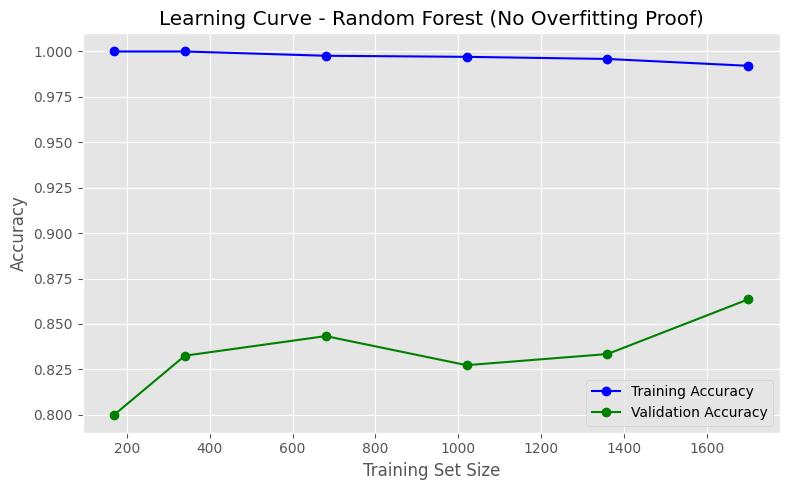 Learning Curve - Random Forest (No Overfitting Proof)
1.000
0.975
0.950
0.925
0.900
0.875
0.850
0.825
0.800
Accuracy
Training Accuracy
Validation Accuracy
200 400 600 800 1000 1200 1400 1600
Training Set Size